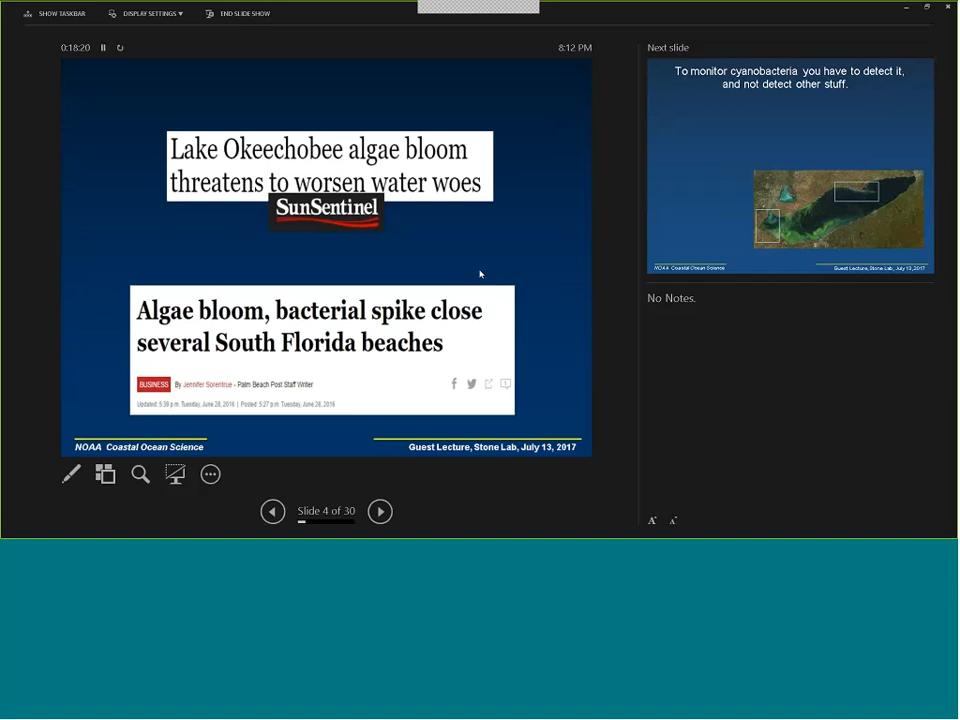 SHOW TASKBAR
DISPLAY SETTINGS ▾
END SLIDE SHOW
0:18:20
8:12 PM
Lake Okeechobee algae bloom
threatens to worsen water woes
SunSentinel
Algae bloom, bacterial spike close
several South Florida beaches
BUSINESS By Jennifer Sorentrue - Palm Beach Post Staff Writer
Updated: 5:39 p.m. Tuesday, June 28, 2016 | Posted: 5:27 p.m. Tuesday, June 28, 2016
NOAA Coastal Ocean Science
Guest Lecture, Stone Lab, July 13, 2017
Slide 4 of 30
Next slide
To monitor cyanobacteria you have to detect it,
and not detect other stuff.
NOAA Coastal Ocean Science
Guest Lecture, Stone Lab, July 13, 2017
No Notes.
A A